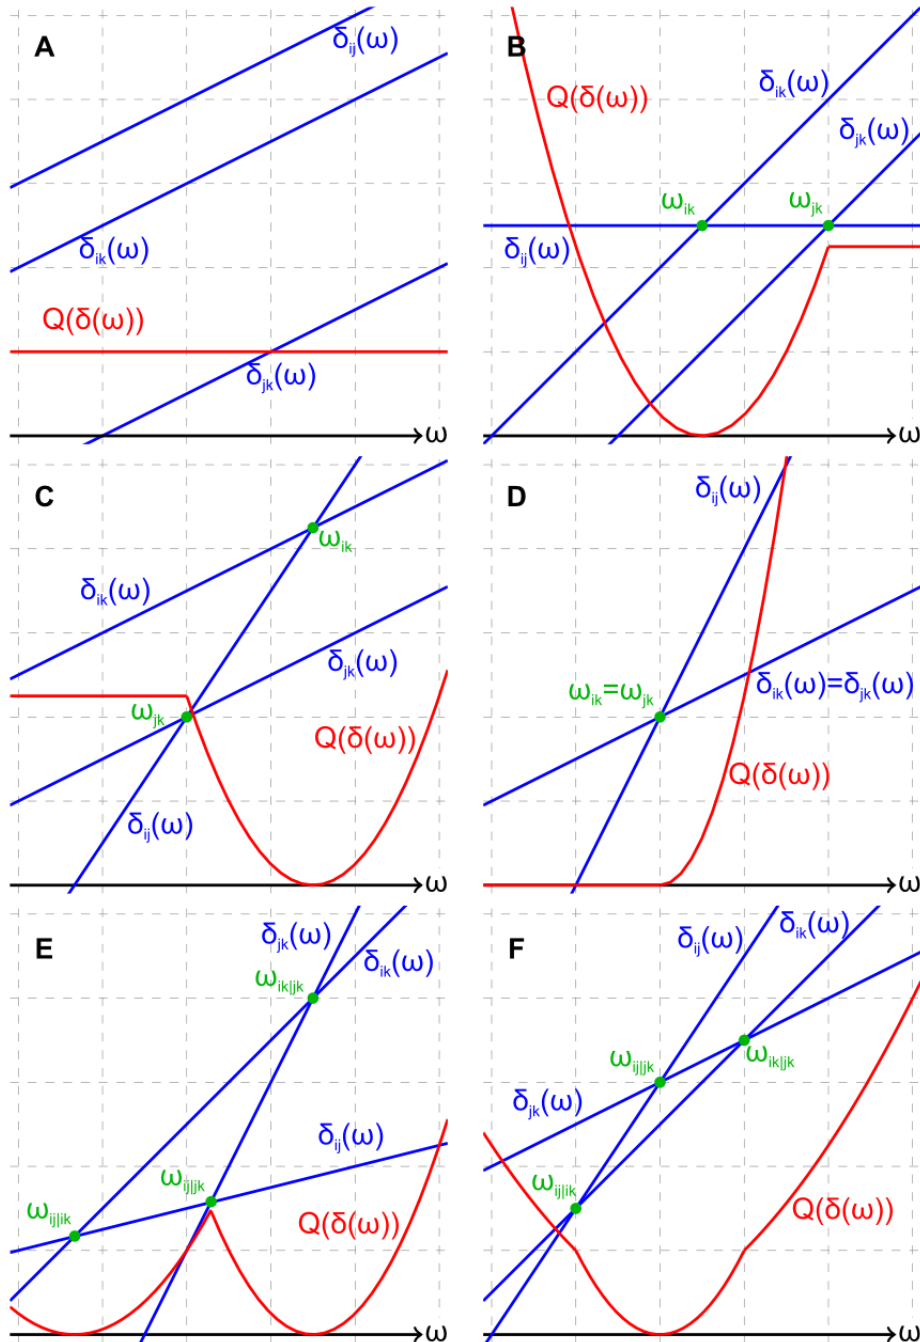 A
δij(ω)
δik(ω)
Q(δ(ω))
δjk(ω)
ω
B
Q(δ(ω))
δik(ω)
δjk(ω)
ωik
ωjk
δij(ω)
ω
C
ωik
δik(ω)
δjk(ω)
ωjk
Q(δ(ω))
δij(ω)
ω
D
δij(ω)
ωik=ωjk
δik(ω)=δjk(ω)
Q(δ(ω))
ω
E
δjk(ω)
δik(ω)
ωik|jk
δij(ω)
ωij|jk
ωij|ik
Q(δ(ω))
ω
F
δij(ω)
δik(ω)
ωij|jk
ωik|jk
δjk(ω)
ωij|ik
Q(δ(ω))
ω